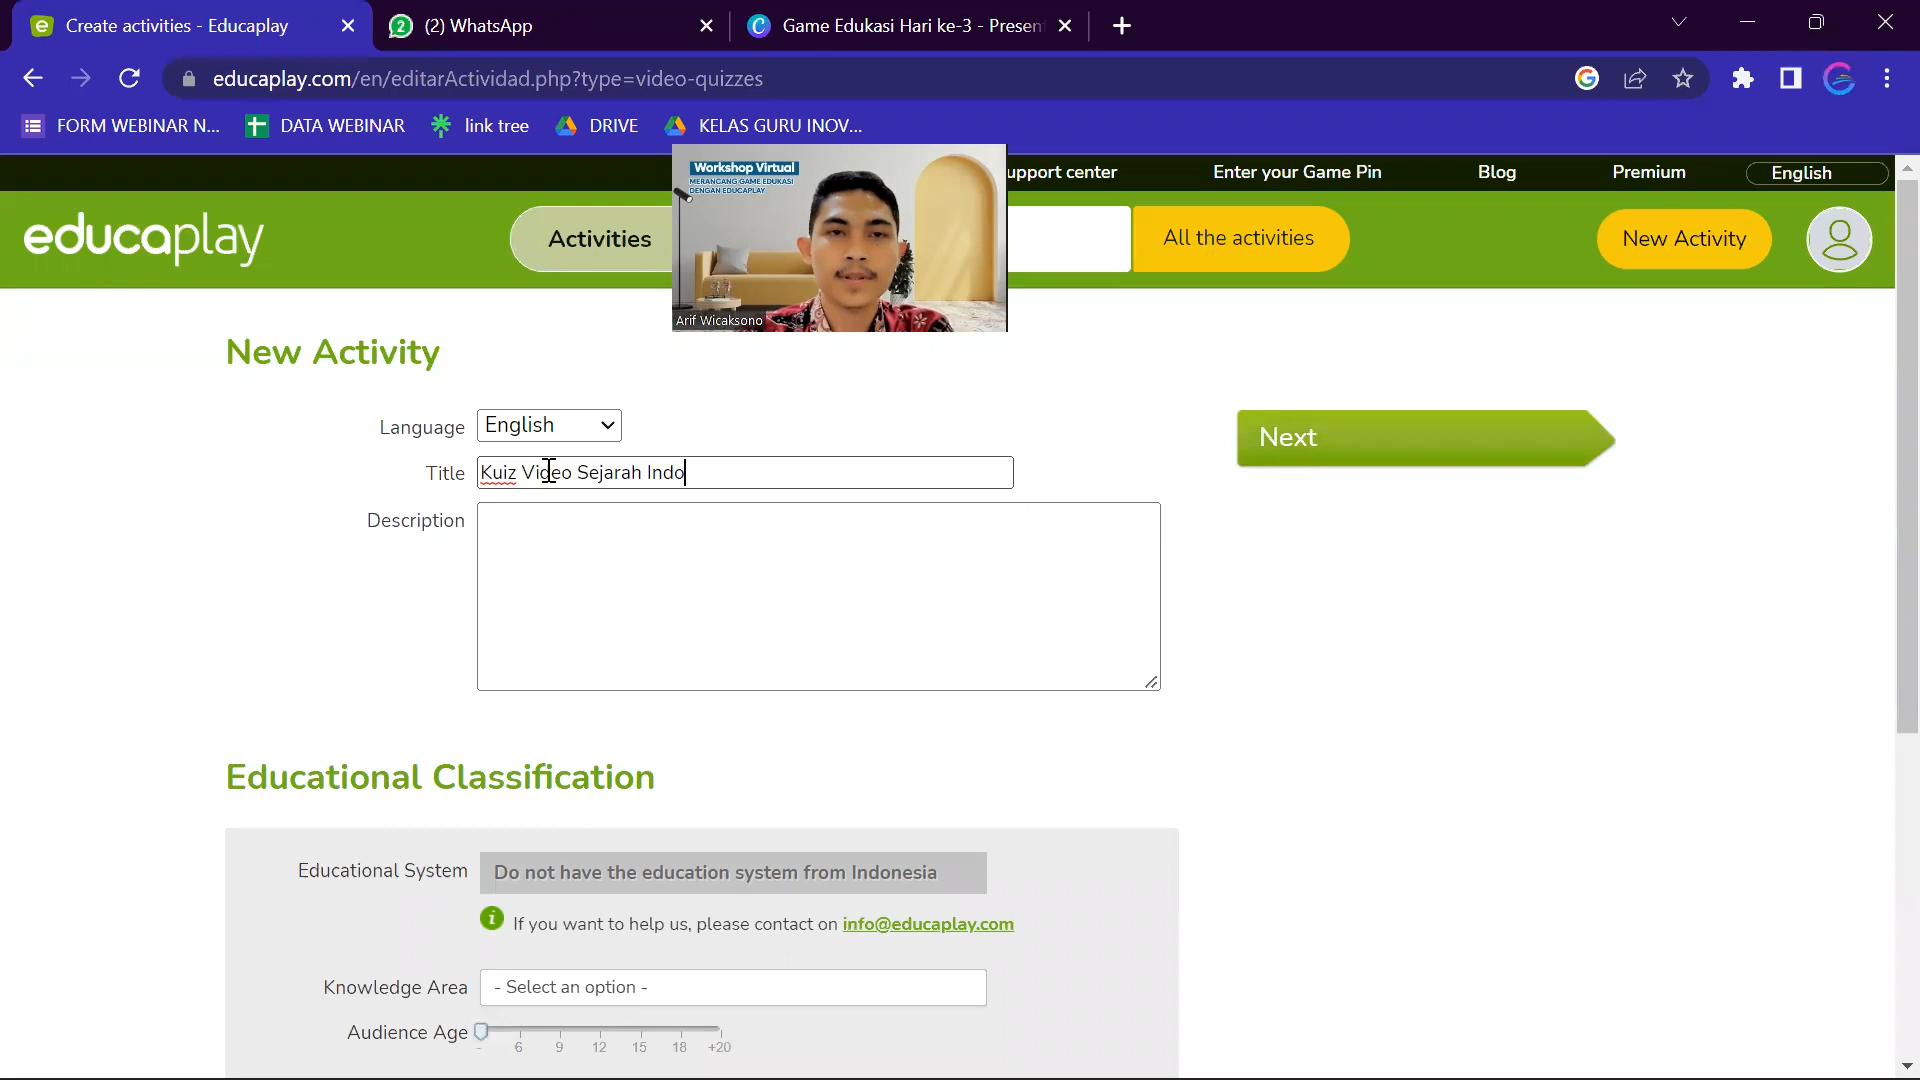 Create activities - Educaplay
(2) WhatsApp
Game Edukasi Hari ke-3 - Presen
educaplay.com/en/editarActividad.php?type=video-quizzes
FORM WEBINAR N...
DATA WEBINAR
link tree
DRIVE
KELAS GURU INOV...
upport center
Enter your Game Pin
Blog
Premium
English
educaplay
Activities
All the activities
New Activity
Workshop Virtual
MERANCANG GAME EDUKASI
DENGAN EDUCAPLAY
Arif Wicaksono
New Activity
Language
English
Next
Title
Kuiz Video Sejarah Indo
Description
Educational Classification
Educational System
Do not have the education system from Indonesia
If you want to help us, please contact on info@educaplay.com
Knowledge Area
- Select an option -
Audience Age
- 6 9 12 15 18 +20